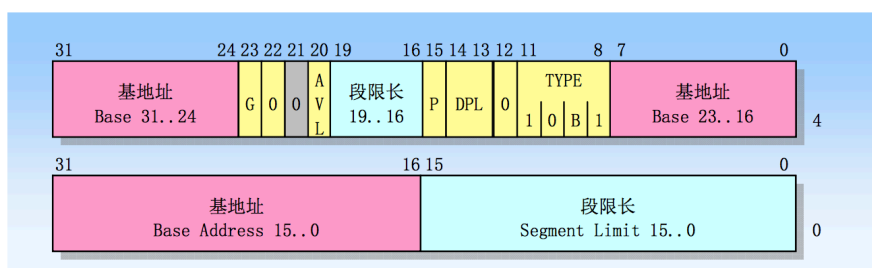 31 24 23 22 21 20 19 16 15 14 13 12 11 8 7 0
基地址
Base 31..24
G
0
0
AVL
段限长
19..16
P
DPL
0
TYPE
1 0 B 1
基地址
Base 23..16
4
31 16 15 0
基地址
Base Address 15..0
段限长
Segment Limit 15..0
0